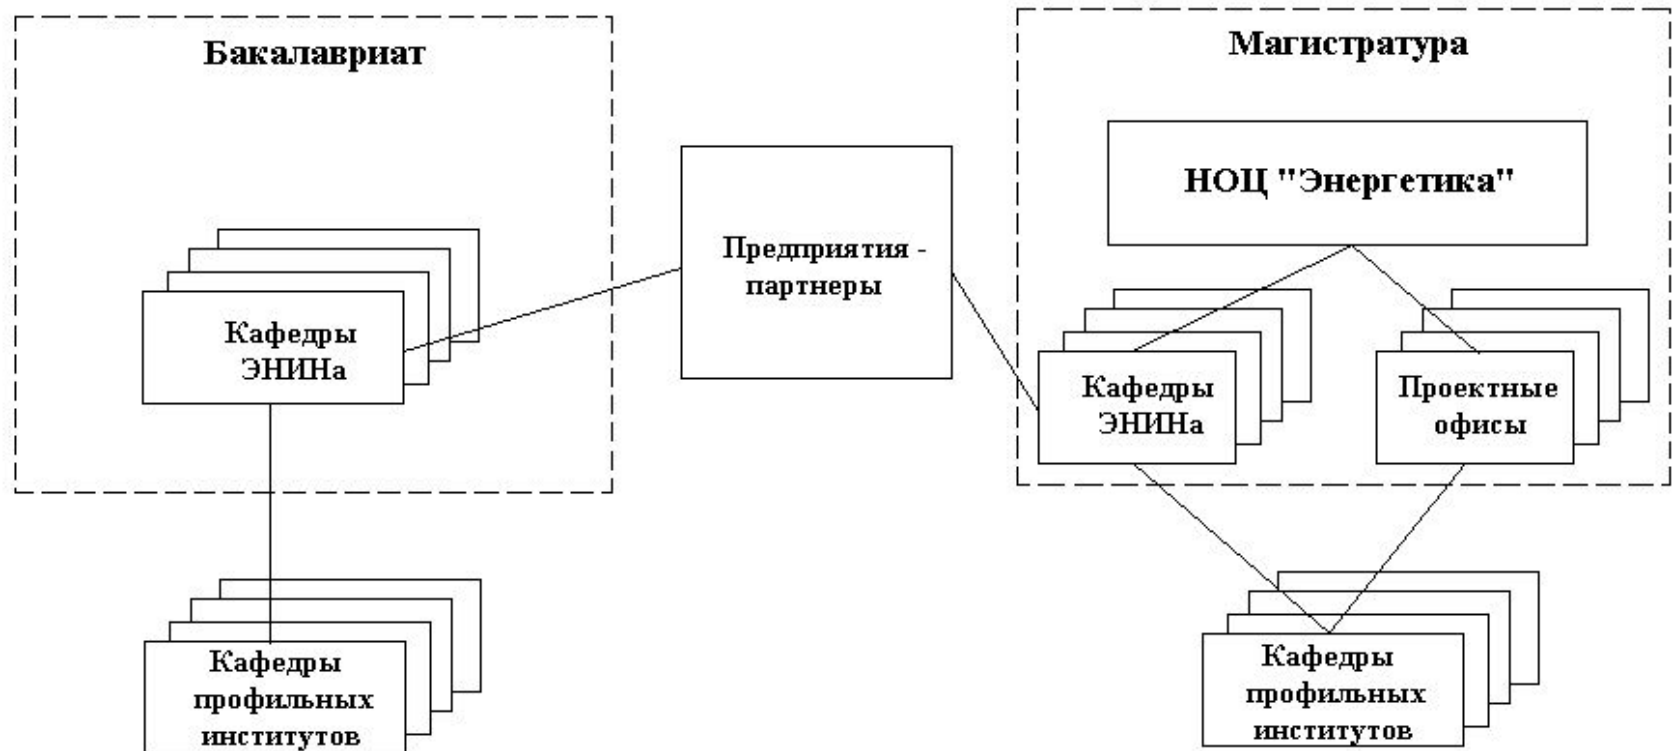 Бакалавриат
Кафедры
ЭНИНа
Кафедры
профильных
институтов
Предприятия -
партнеры
Магистратура
НОЦ "Энергетика"
Кафедры
ЭНИНа
Проектные
офисы
Кафедры
профильных
институтов